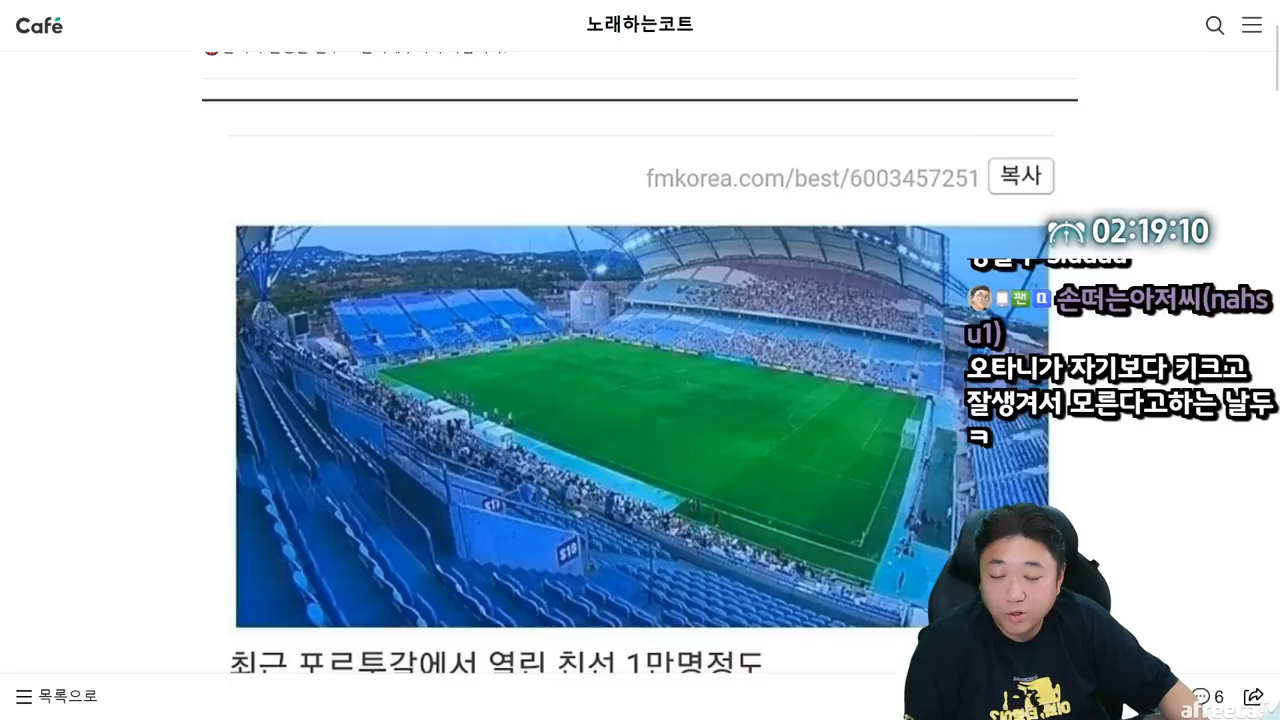 Café
노래하는코트
fmkorea.com/best/6003457251
복사
02:19:10
팬
손떠는아저씨(nahs
u1)
오타니가 자기보다 키크고
잘생겨서 모른다고하는 날두
ㅋ
S10
최근 포르투갈에서 열린 친선 1만명정도
목록으로
6
afreecaTV